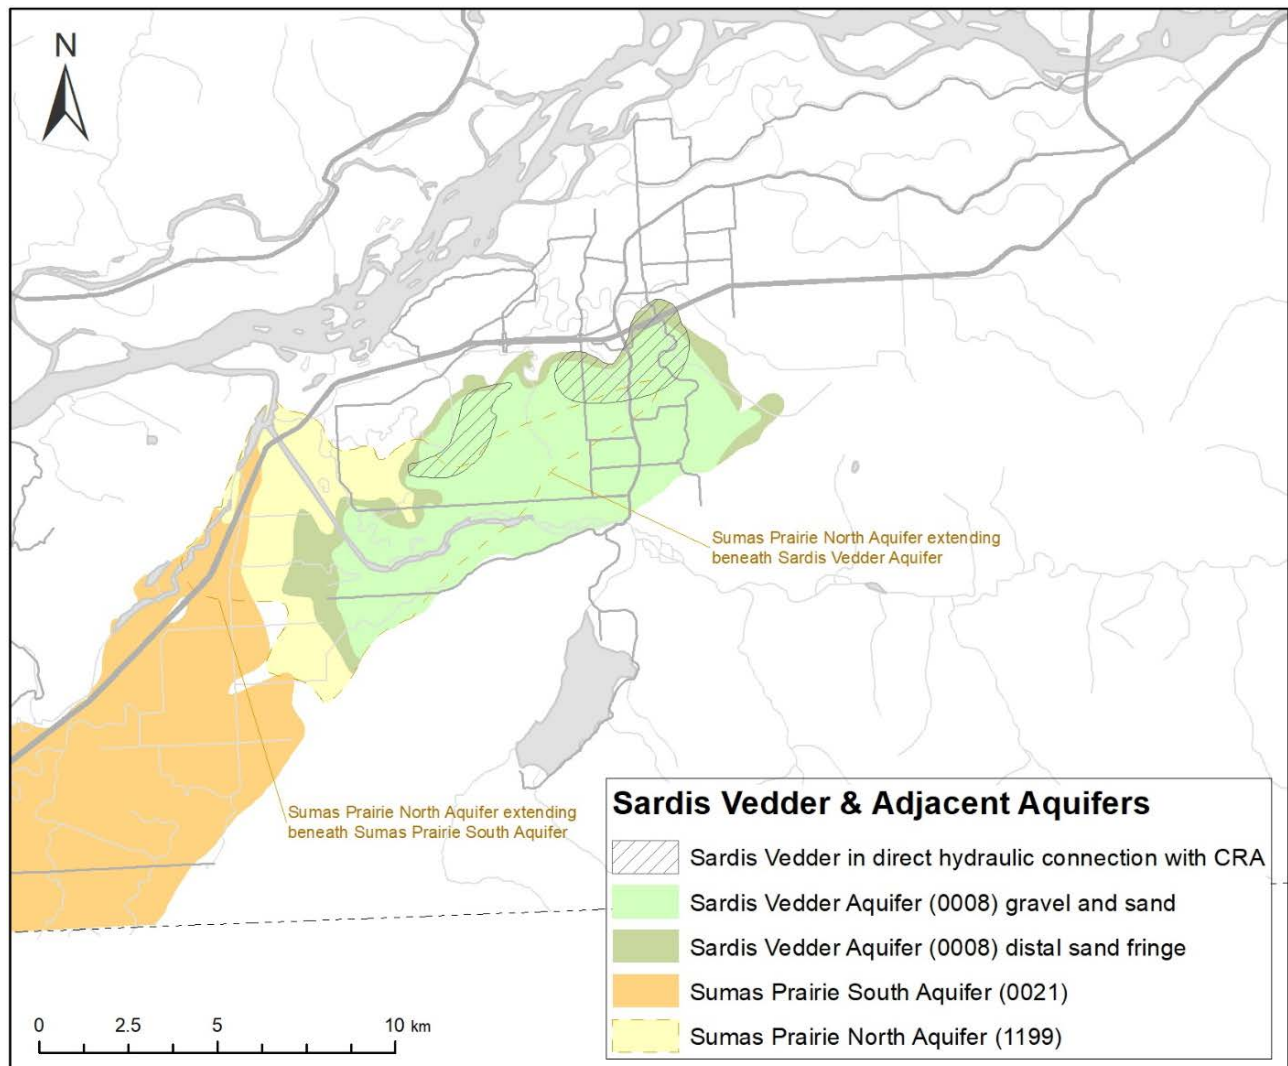 N
Sumas Prairie North Aquifer extending
beneath Sardis Vedder Aquifer
Sumas Prairie North Aquifer extending
beneath Sumas Prairie South Aquifer
Sardis Vedder & Adjacent Aquifers
Sardis Vedder in direct hydraulic connection with CRA
Sardis Vedder Aquifer (0008) gravel and sand
Sardis Vedder Aquifer (0008) distal sand fringe
Sumas Prairie South Aquifer (0021)
Sumas Prairie North Aquifer (1199)
0 2.5 5 10 km